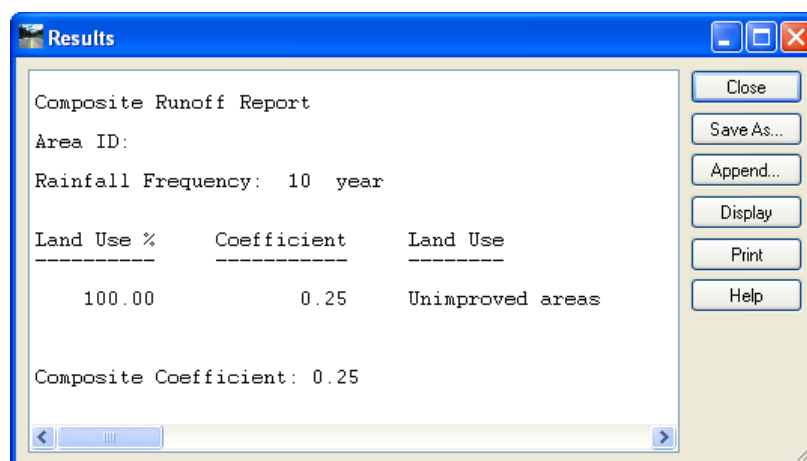 Results
Composite Runoff Report
Area ID:
Rainfall Frequency: 10 year
Land Use % Coefficient Land Use
---------- ----------- --------
100.00 0.25 Unimproved areas
Composite Coefficient: 0.25
Close
Save As...
Append...
Display
Print
Help